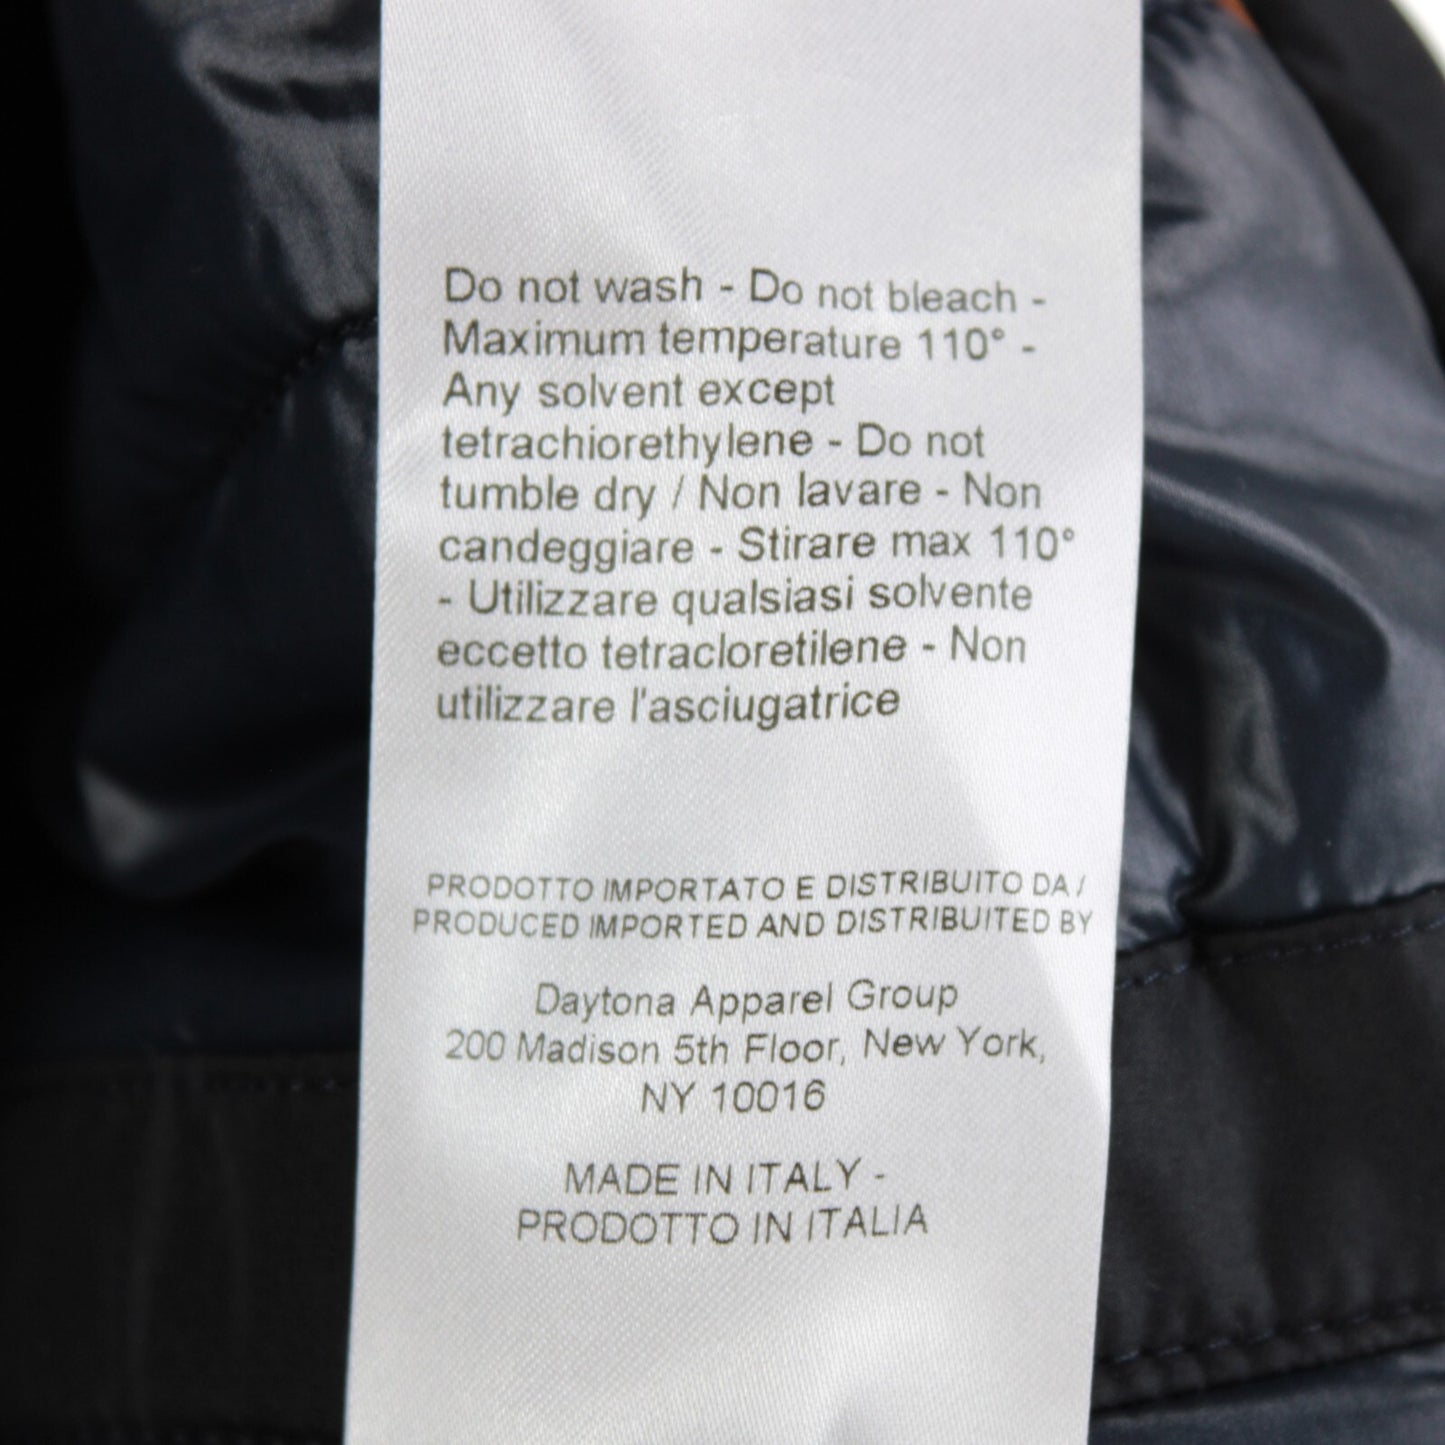 Do not wash - Do not bleach -
Maximum temperature 110° -
Any solvent except
tetrachiorethylene - Do not
tumble dry / Non lavare - Non
candeggiare - Stirare max 110°
- Utilizzare qualsiasi solvente
eccetto tetracloretilene - Non
utilizzare l'asciugatrice
PRODOTTO IMPORTATO E DISTRIBUITO DA /
PRODUCED IMPORTED AND DISTRIBUITED BY
Daytona Apparel Group
200 Madison 5th Floor, New York,
NY 10016
MADE IN ITALY -
PRODOTTO IN ITALIA